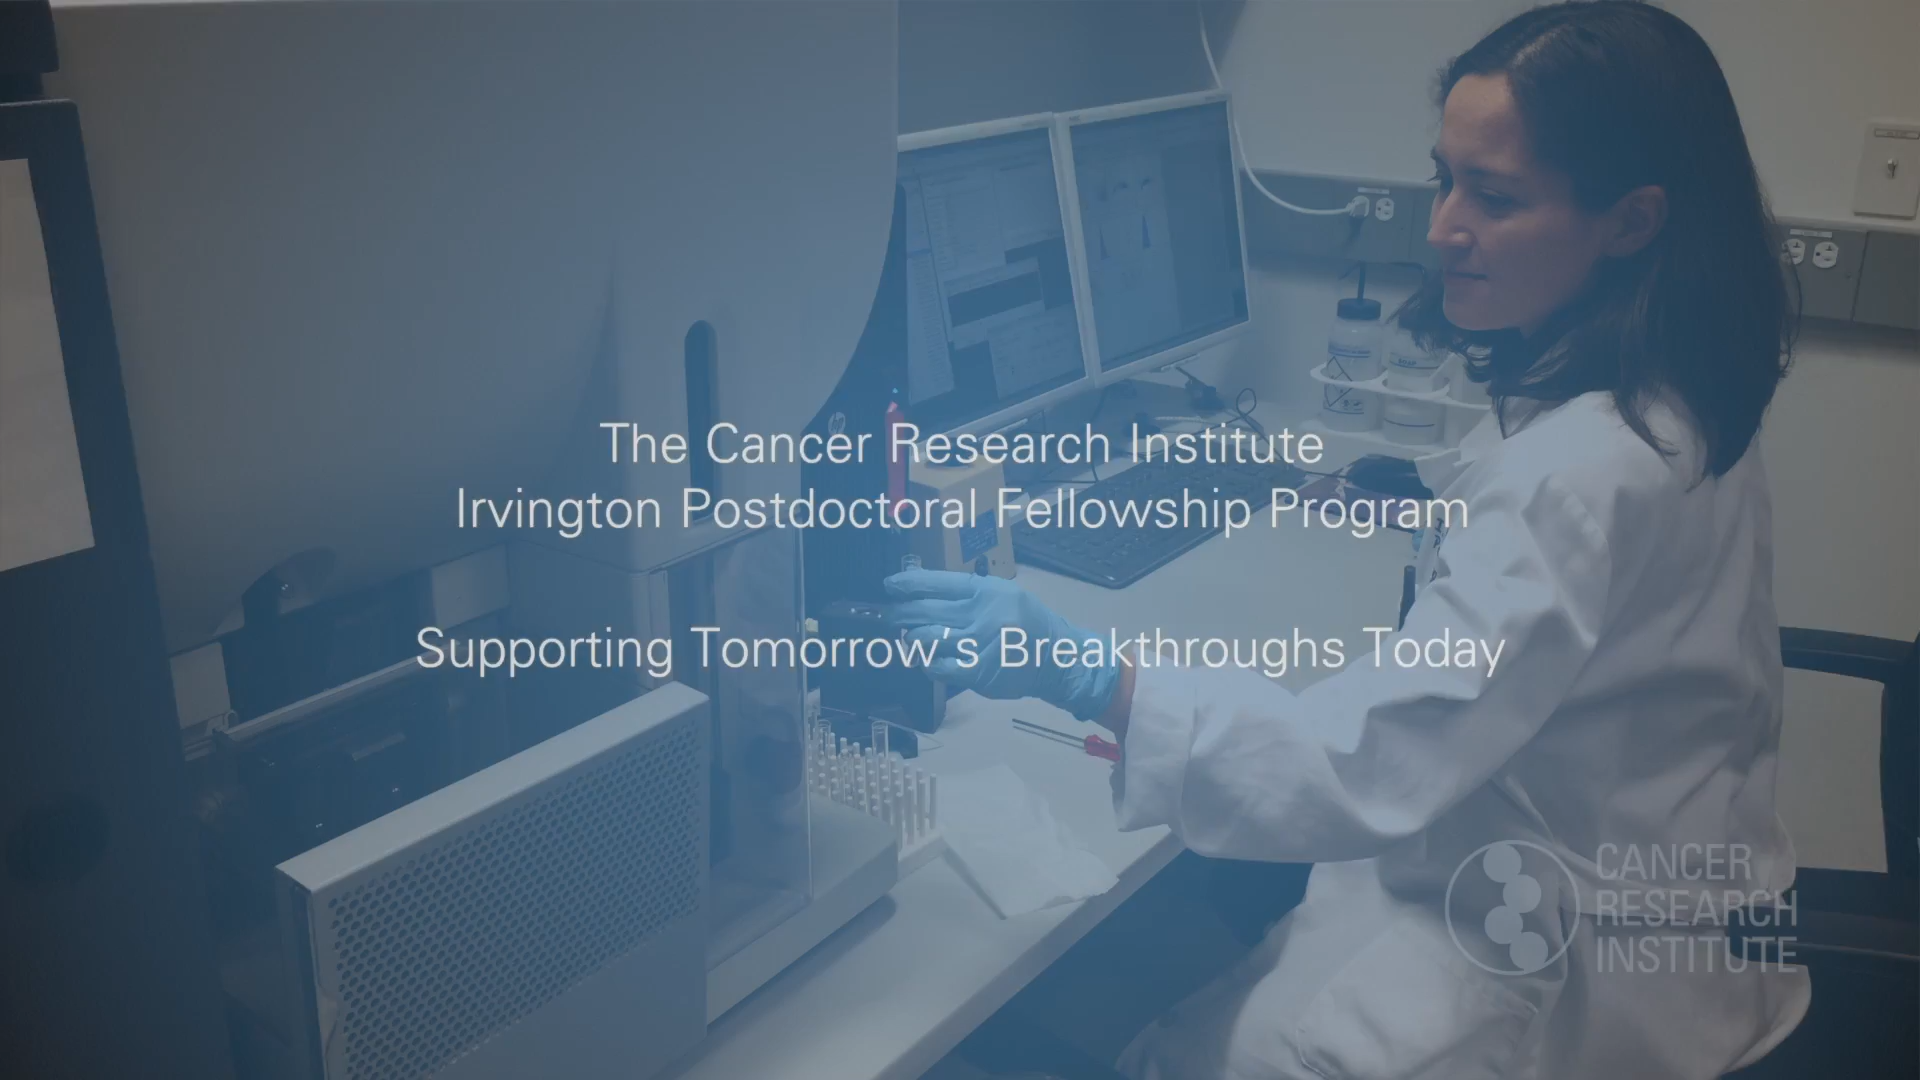 The Cancer Research Institute
Irvington Postdoctoral Fellowship Program
Supporting Tomorrow's Breakthroughs Today
CANCER
RESEARCH
INSTITUTE